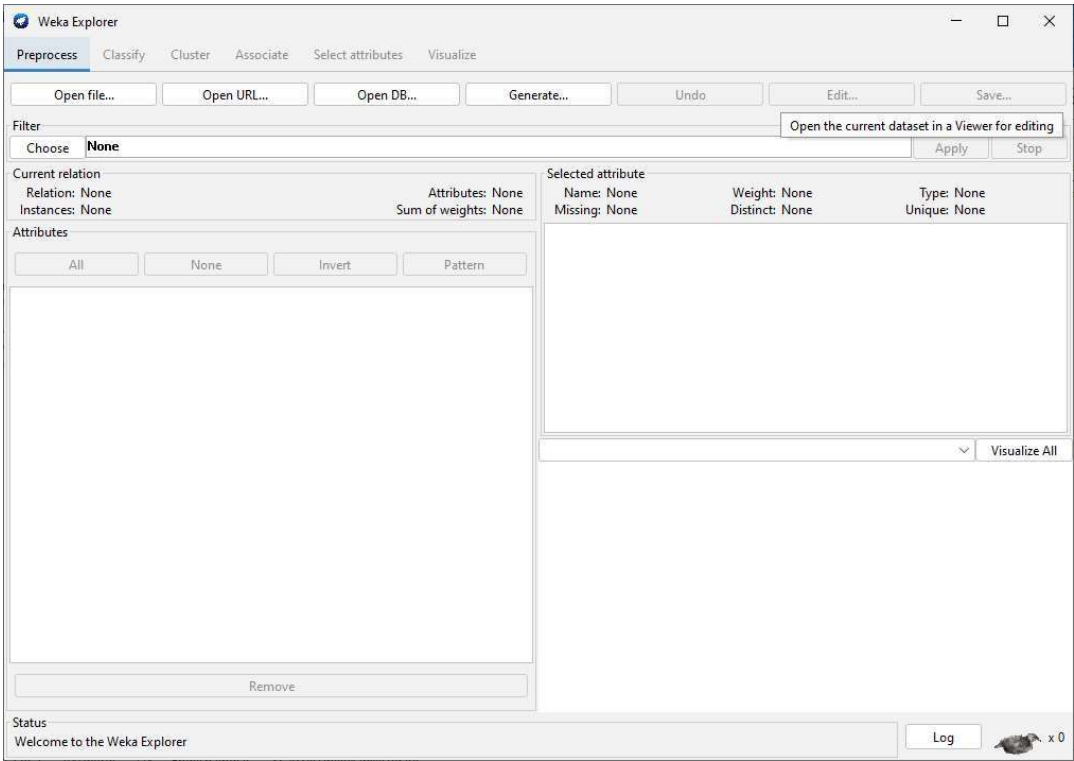 Weka Explorer
Preprocess Classify Cluster Associate Select attributes Visualize
Open file... Open URL... Open DB... Generate... Undo Edit... Save...
Filter
Open the current dataset in a Viewer for editing
Choose None Apply Stop
Current relation
Relation: None Attributes: None
Instances: None Sum of weights: None
Selected attribute
Name: None Weight: None Type: None
Missing: None Distinct: None Unique: None
Attributes
All None Invert Pattern
Visualize All
Remove
Status
Welcome to the Weka Explorer
Log x 0